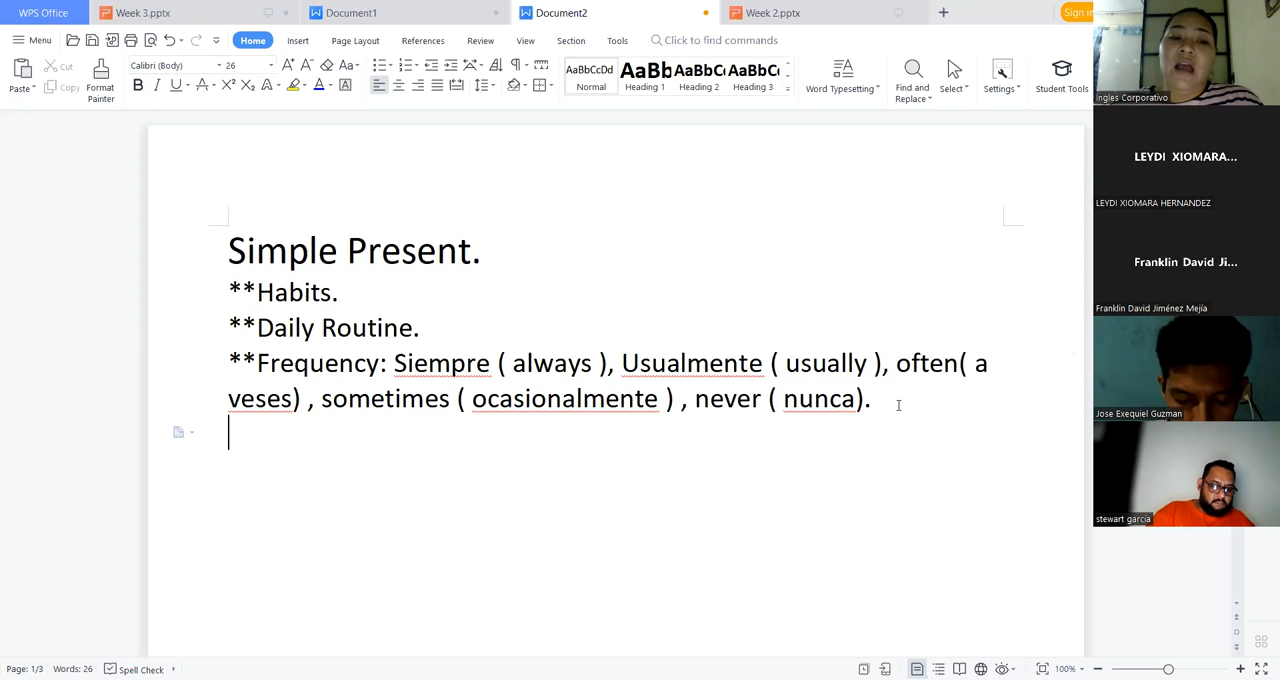 WPS Office
Week 3.pptx
Document1
Document2
Week 2.pptx
Sign in
Menu
Home
Insert
Page Layout
References
Review
View
Section
Tools
Click to find commands
Paste
Cut
Copy
Format
Painter
Calibri (Body)
26
AaBbCcDd
Normal
AaBb
Heading 1
AaBbCc
Heading 2
AaBbCc
Heading 3
Word Typesetting
Find and
Replace
Select
Settings
Student Tools
Simple Present.
**Habits.
**Daily Routine.
**Frequency: Siempre ( always ), Usualmente ( usually ), often( a
veses) , sometimes ( ocasionalmente ) , never ( nunca).
Ingles Corporativo
LEYDI XIOMARA...
LEYDI XIOMARA HERNANDEZ
Franklin David Ji...
Franklin David Jiménez Mejía
Jose Exequiel Guzman
stewart garcia
Page: 1/3
Words: 26
Spell Check
100%